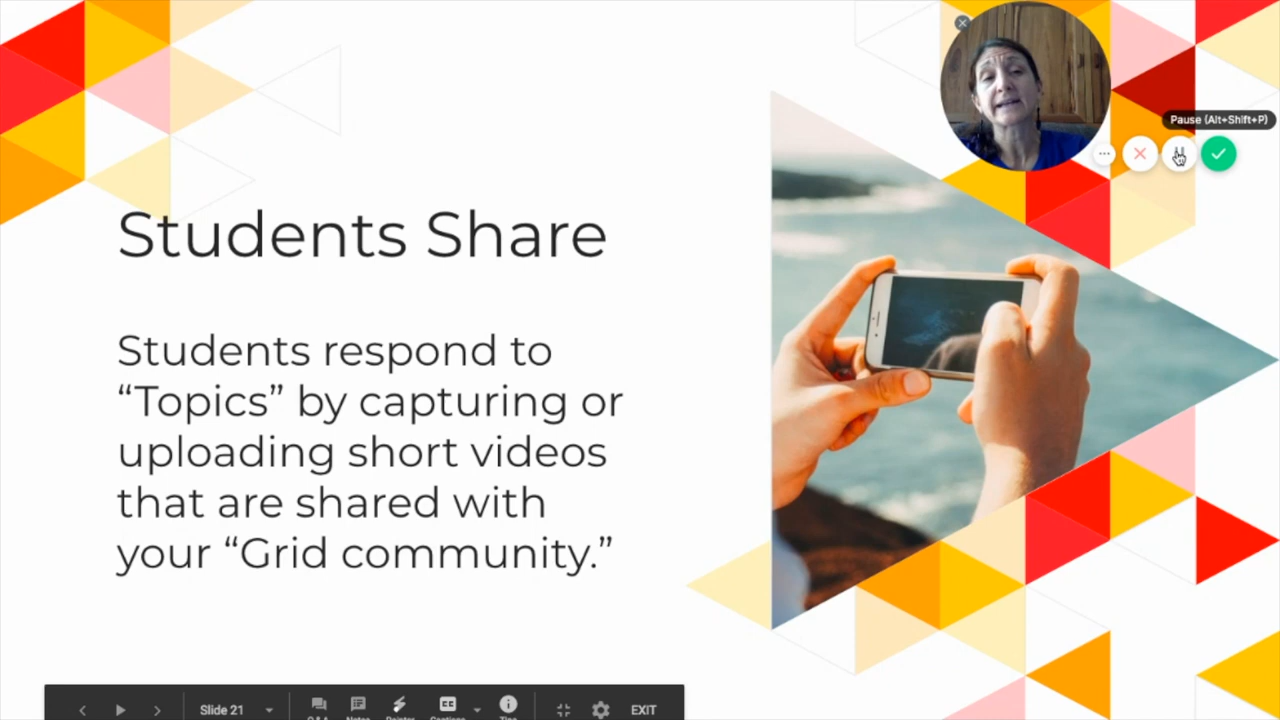 Pause (Alt+Shift+P)
Students Share
Students respond to
“Topics” by capturing or
uploading short videos
that are shared with
your “Grid community.”
Slide 21
EXIT